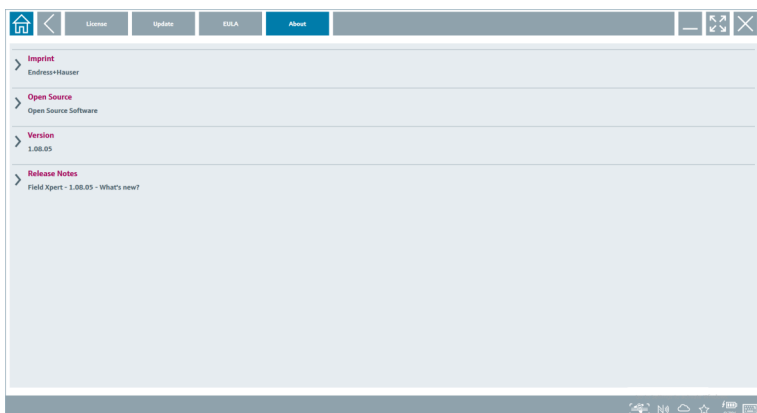 License Update EULA About
Imprint
Endress+Hauser
Open Source
Open Source Software
Version
1.08.05
Release Notes
Field Xpert - 1.08.05 - What's new?